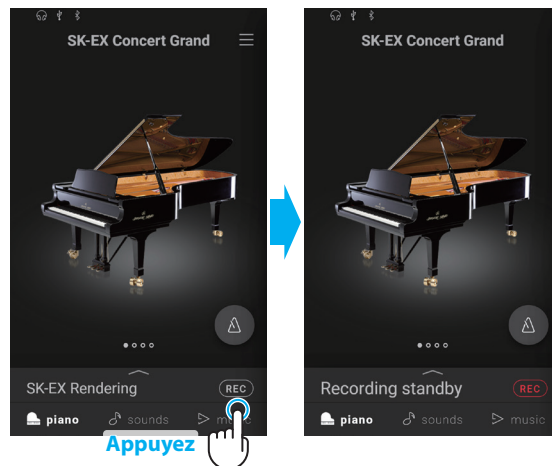 SK-EX Concert Grand
SK-EX Rendering REC
piano sounds music
Appuyez
SK-EX Concert Grand
Recording standby REC
piano sounds music